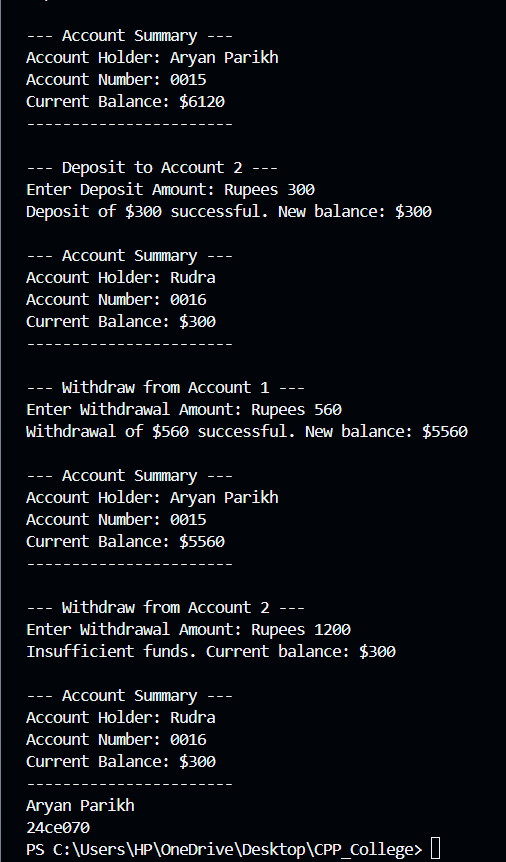 --- Account Summary ---
Account Holder: Aryan Parikh
Account Number: 0015
Current Balance: $6120
-----------------------
--- Deposit to Account 2 ---
Enter Deposit Amount: Rupees 300
Deposit of $300 successful. New balance: $300
--- Account Summary ---
Account Holder: Rudra
Account Number: 0016
Current Balance: $300
-----------------------
--- Withdraw from Account 1 ---
Enter Withdrawal Amount: Rupees 560
Withdrawal of $560 successful. New balance: $5560
--- Account Summary ---
Account Holder: Aryan Parikh
Account Number: 0015
Current Balance: $5560
-----------------------
--- Withdraw from Account 2 ---
Enter Withdrawal Amount: Rupees 1200
Insufficient funds. Current balance: $300
--- Account Summary ---
Account Holder: Rudra
Account Number: 0016
Current Balance: $300
-----------------------
Aryan Parikh
24ce070
PS C:\Users\HP\OneDrive\Desktop\CPP_College>